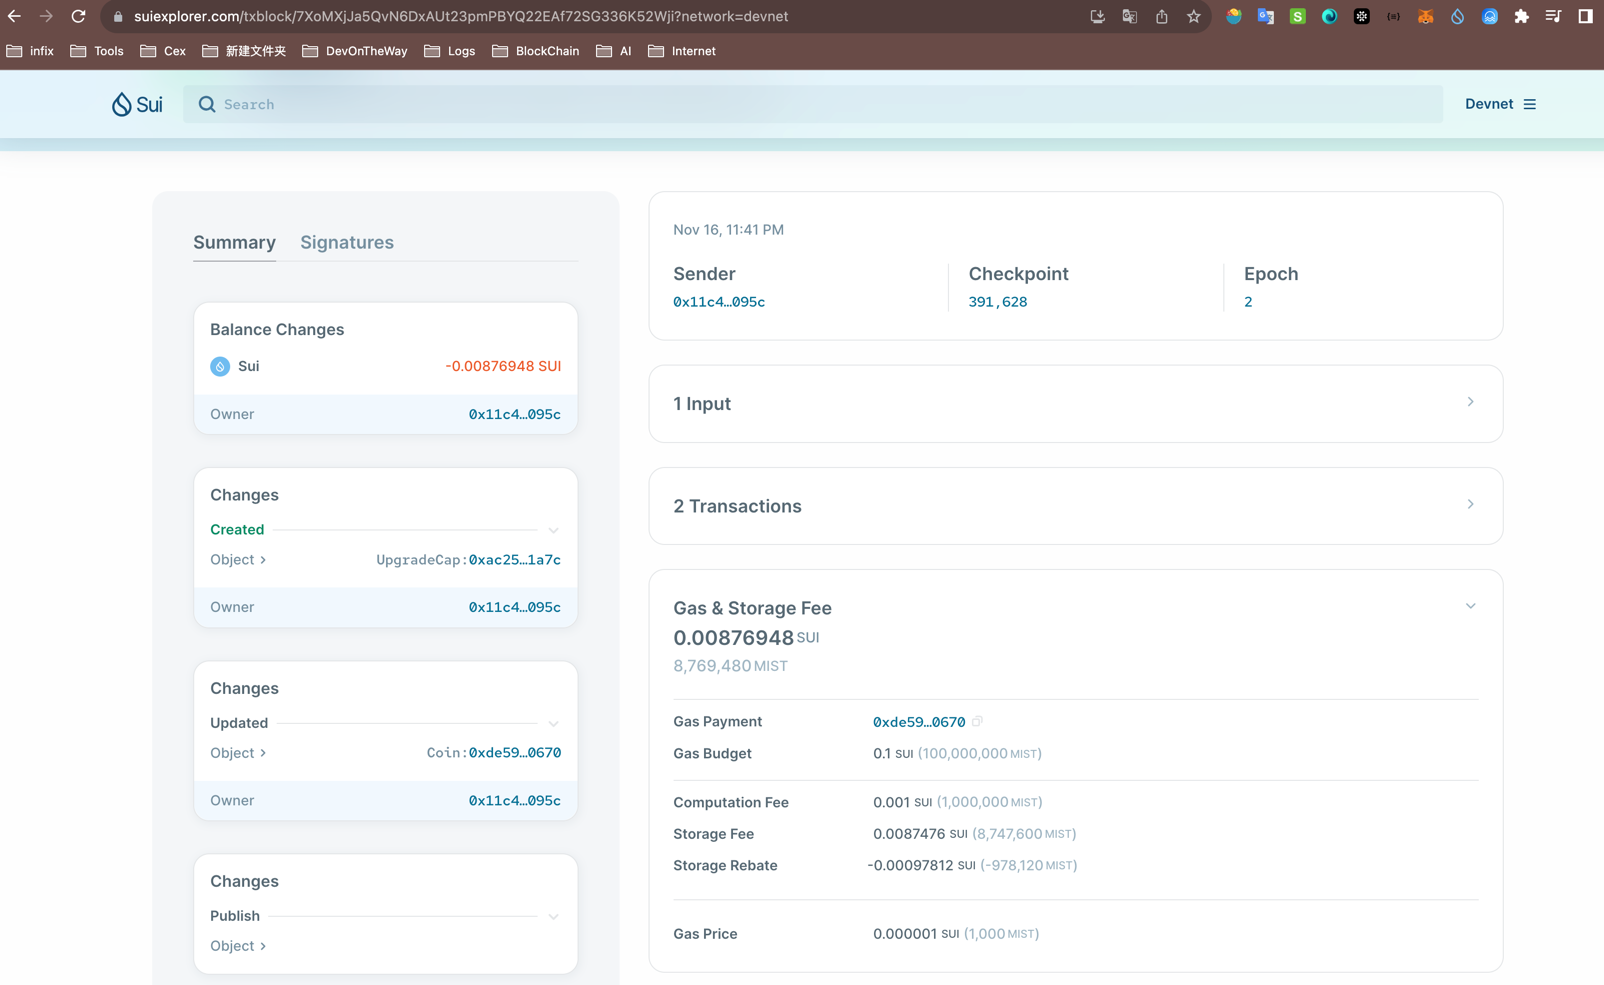 suiexplorer.com/txblock/7XoMXjJa5QvN6DxAUt23pmPBYQ22EAf72SG336K52Wji?network=devnet
infix Tools Cex 新建文件夹 DevOnTheWay Logs BlockChain AI Internet
Sui Search Devnet
Summary Signatures
Balance Changes
Sui -0.00876948 SUI
Owner 0x11c4…095c
Changes
Created
Object UpgradeCap:0xac25…1a7c
Owner 0x11c4…095c
Changes
Updated
Object Coin:0xde59…0670
Owner 0x11c4…095c
Changes
Publish
Object
Nov 16, 11:41 PM
Sender Checkpoint Epoch
0x11c4…095c 391,628 2
1 Input
2 Transactions
Gas & Storage Fee
0.00876948 SUI
8,769,480 MIST
Gas Payment 0xde59…0670
Gas Budget 0.1 SUI (100,000,000 MIST)
Computation Fee 0.001 SUI (1,000,000 MIST)
Storage Fee 0.0087476 SUI (8,747,600 MIST)
Storage Rebate -0.00097812 SUI (-978,120 MIST)
Gas Price 0.000001 SUI (1,000 MIST)